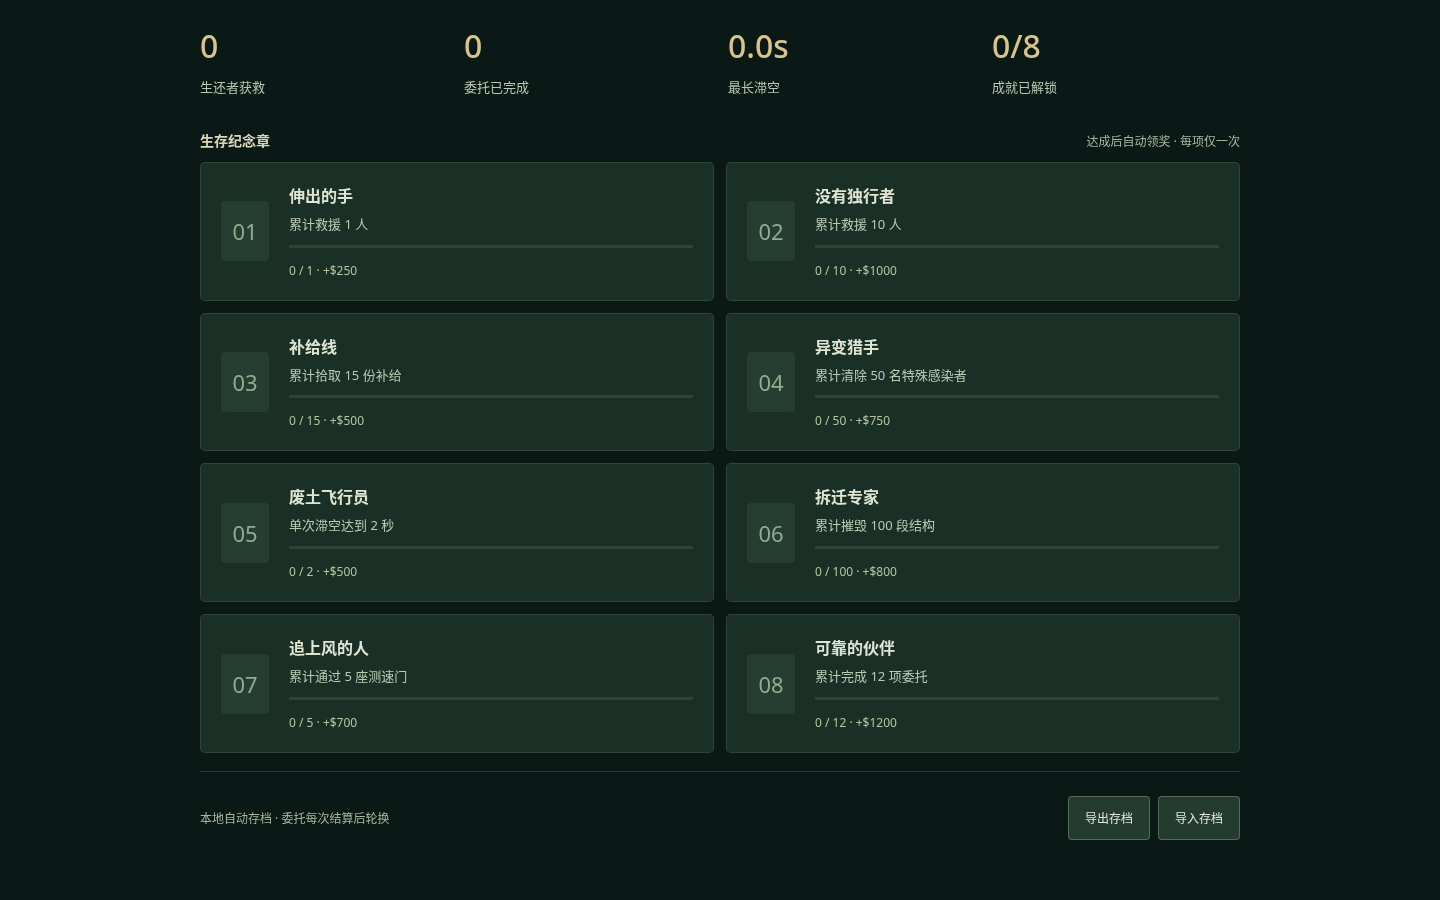 0
生还者获救
0
委托已完成
0.0s
最长滞空
0/8
成就已解锁
生存纪念章
达成后自动领奖 · 每项仅一次
01
伸出的手
累计救援 1 人
0 / 1 · +$250
02
没有独行者
累计救援 10 人
0 / 10 · +$1000
03
补给线
累计拾取 15 份补给
0 / 15 · +$500
04
异变猎手
累计清除 50 名特殊感染者
0 / 50 · +$750
05
废土飞行员
单次滞空达到 2 秒
0 / 2 · +$500
06
拆迁专家
累计摧毁 100 段结构
0 / 100 · +$800
07
追上风的人
累计通过 5 座测速门
0 / 5 · +$700
08
可靠的伙伴
累计完成 12 项委托
0 / 12 · +$1200
本地自动存档 · 委托每次结算后轮换
导出存档
导入存档